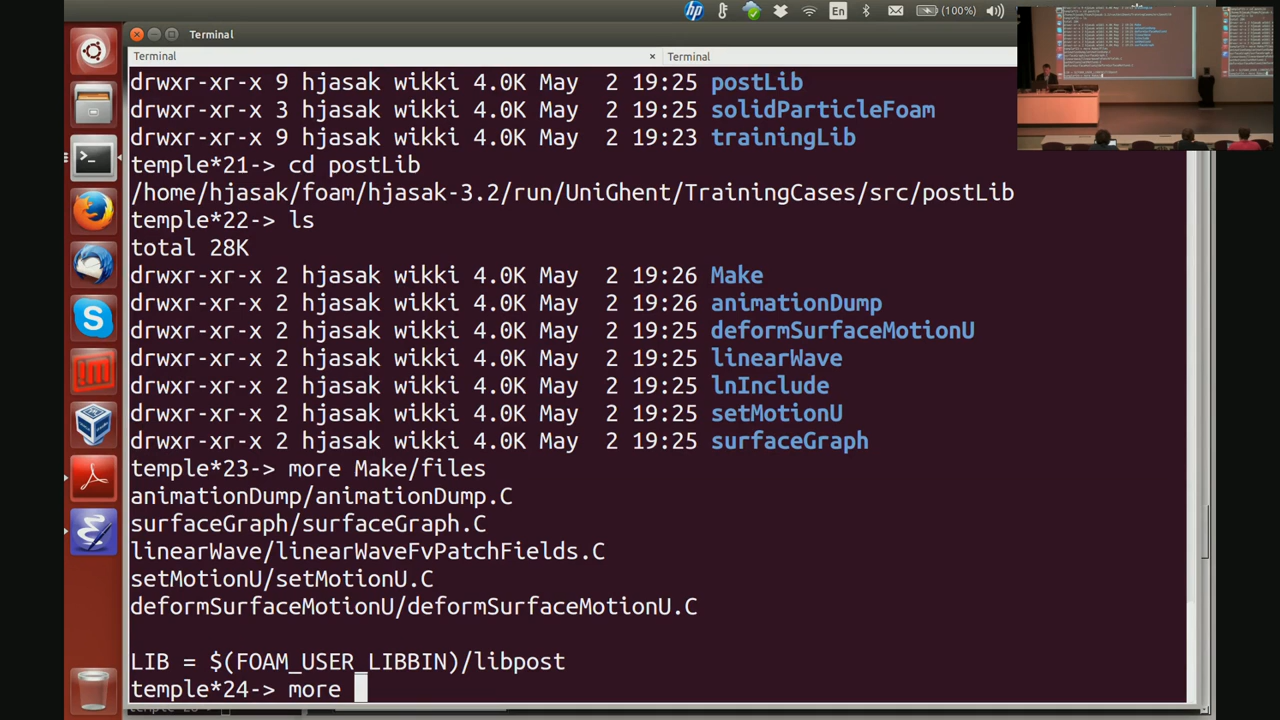 En
(100%)
Terminal
Terminal
Terminal
drwxr-xr-x 9 hjasak wikki 4.0K May  2 19:25 postLib
drwxr-xr-x 3 hjasak wikki 4.0K May  2 19:25 solidParticleFoam
drwxr-xr-x 9 hjasak wikki 4.0K May  2 19:23 trainingLib
temple*21-> cd postLib
/home/hjasak/foam/hjasak-3.2/run/UniGhent/TrainingCases/src/postLib
temple*22-> ls
total 28K
drwxr-xr-x 2 hjasak wikki 4.0K May  2 19:26 Make
drwxr-xr-x 2 hjasak wikki 4.0K May  2 19:26 animationDump
drwxr-xr-x 2 hjasak wikki 4.0K May  2 19:25 deformSurfaceMotionU
drwxr-xr-x 2 hjasak wikki 4.0K May  2 19:25 linearWave
drwxr-xr-x 2 hjasak wikki 4.0K May  2 19:25 lnInclude
drwxr-xr-x 2 hjasak wikki 4.0K May  2 19:25 setMotionU
drwxr-xr-x 2 hjasak wikki 4.0K May  2 19:25 surfaceGraph
temple*23-> more Make/files
animationDump/animationDump.C
surfaceGraph/surfaceGraph.C
linearWave/linearWaveFvPatchFields.C
setMotionU/setMotionU.C
deformSurfaceMotionU/deformSurfaceMotionU.C
LIB = $(FOAM_USER_LIBBIN)/libpost
temple*24-> more